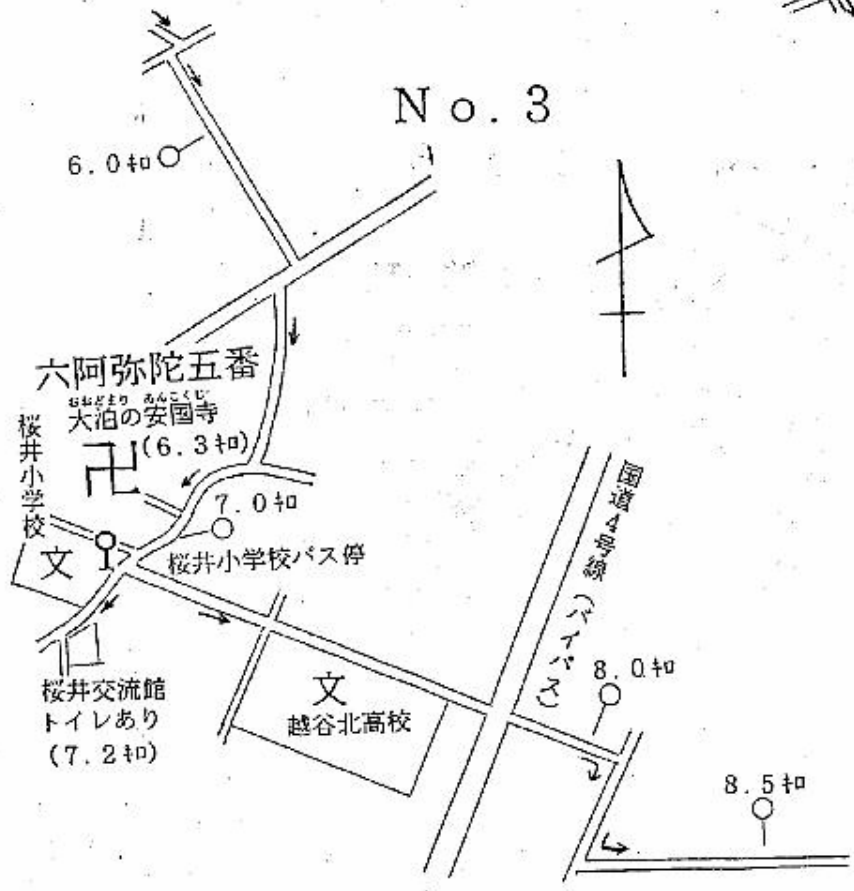 No.3
6.0キロ
六阿弥陀五番
おおどまり あんこくじ
大泊の安国寺
(6.3キロ)
桜井小学校
7.0キロ
文
桜井小学校バス停
国道4号線(バイパス)
8.0キロ
文
越谷北高校
桜井交流館
トイレあり
(7.2キロ)
8.5キロ